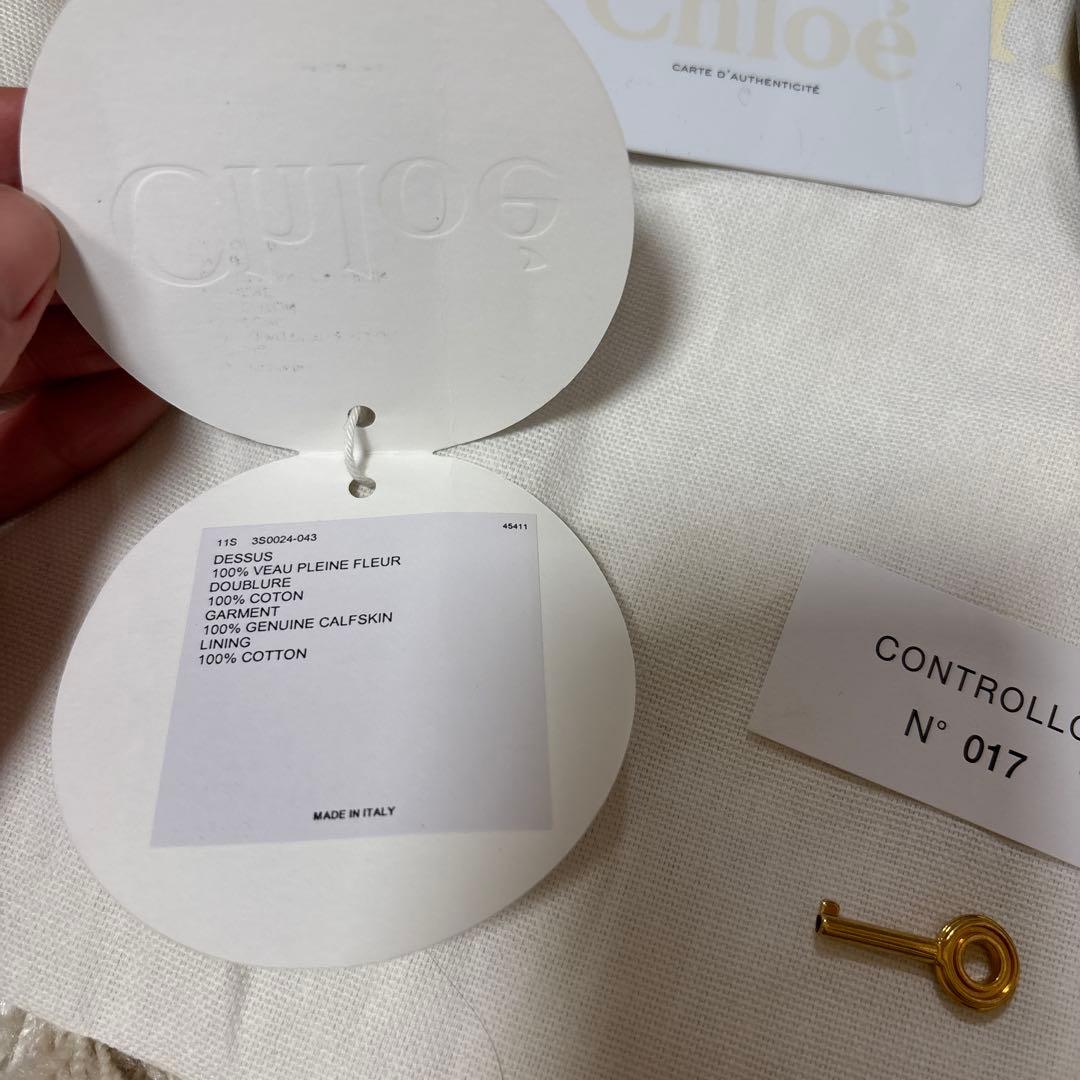 Chloé
CARTE D'AUTHENTICITÉ
Chloé
11S 3S0024-043 45411
DESSUS
100% VEAU PLEINE FLEUR
DOUBLURE
100% COTON
GARMENT
100% GENUINE CALFSKIN
LINING
100% COTTON
MADE IN ITALY
CONTROLLO
N° 017